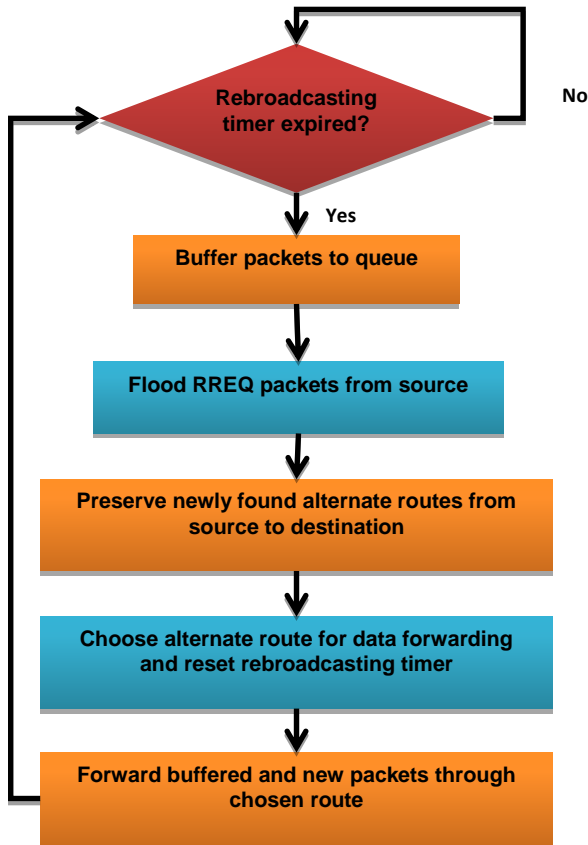 Rebroadcasting
timer expired?
No
Yes
Buffer packets to queue
Flood RREQ packets from source
Preserve newly found alternate routes from
source to destination
Choose alternate route for data forwarding
and reset rebroadcasting timer
Forward buffered and new packets through
chosen route